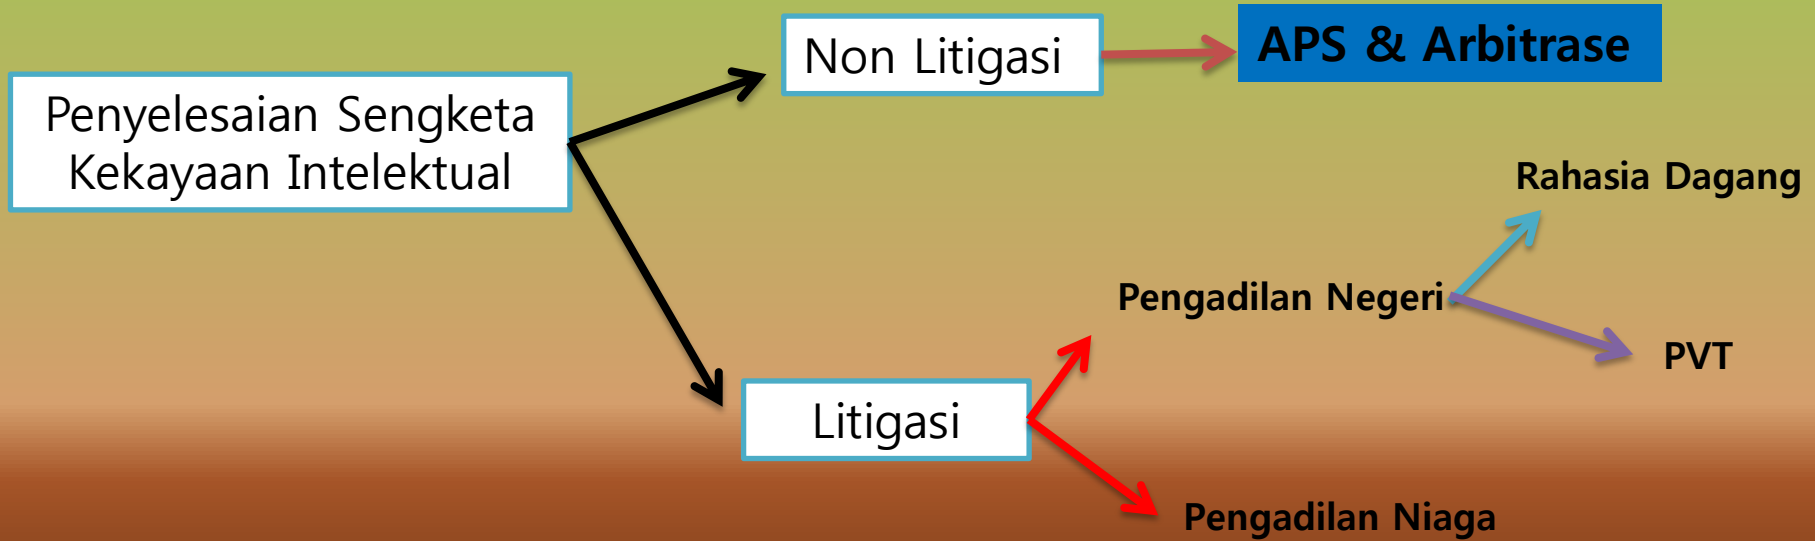 Penyelesaian Sengketa
Kekayaan Intelektual
Non Litigasi
APS & Arbitrase
Litigasi
Pengadilan Negeri
Rahasia Dagang
PVT
Pengadilan Niaga